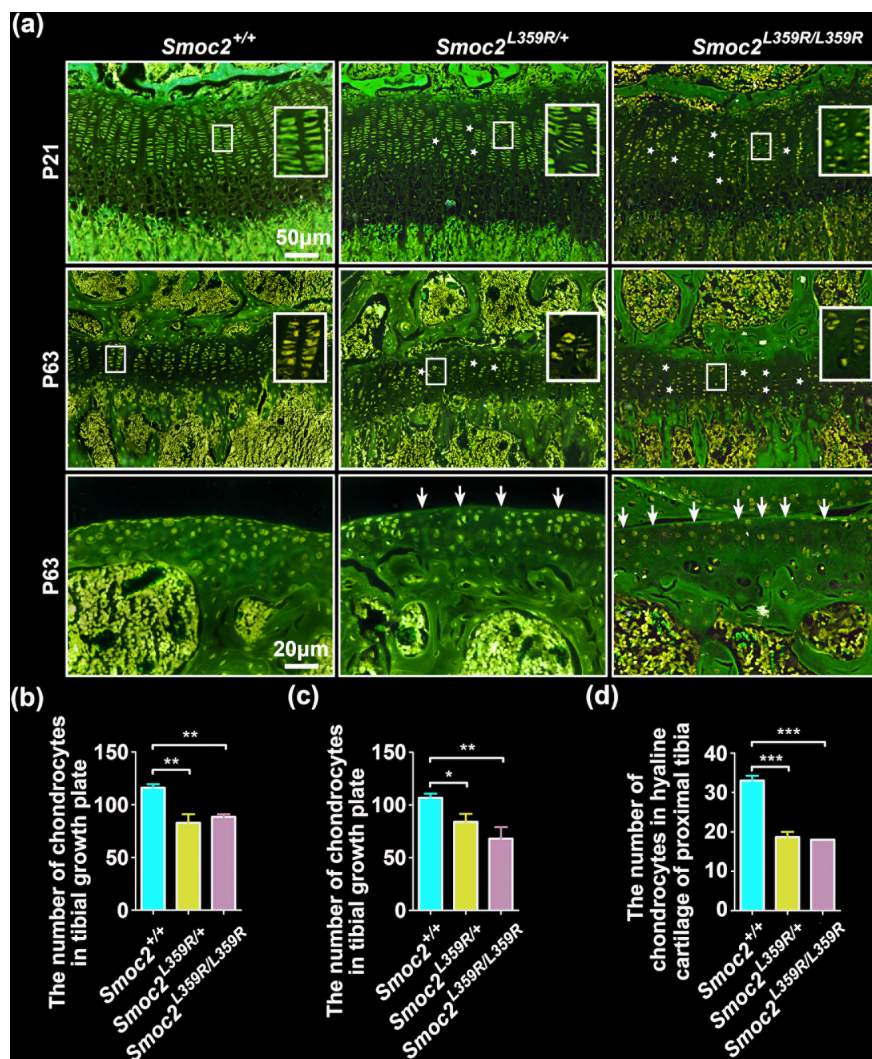 (a)
Smoc2+/+
Smoc2L359R/+
Smoc2L359R/L359R
P21
50μm
P63
P63
20μm
(b)
The number of chondrocytes
in tibial growth plate
150
100
50
0
**
**
Smoc2+/+
Smoc2L359R/+
Smoc2L359R/L359R
(c)
The number of chondrocytes
in tibial growth plate
150
100
50
0
**
*
Smoc2+/+
Smoc2L359R/+
Smoc2L359R/L359R
(d)
The number of
chondrocytes in hyaline
cartilage of proximal tibia
40
30
20
10
0
***
***
Smoc2+/+
Smoc2L359R/+
Smoc2L359R/L359R